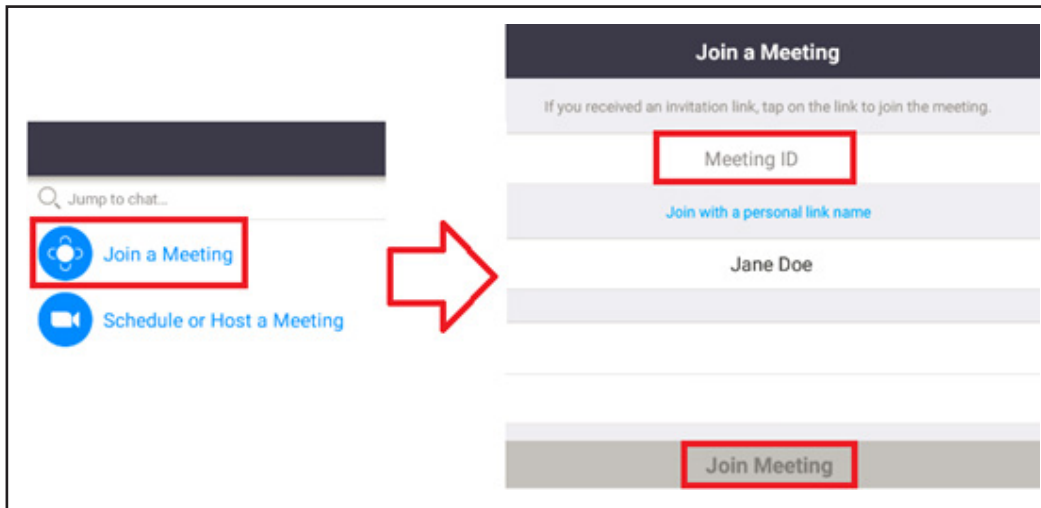 Jump to chat...
Join a Meeting
Schedule or Host a Meeting
Join a Meeting
If you received an invitation link, tap on the link to join the meeting.
Meeting ID
Join with a personal link name
Jane Doe
Join Meeting